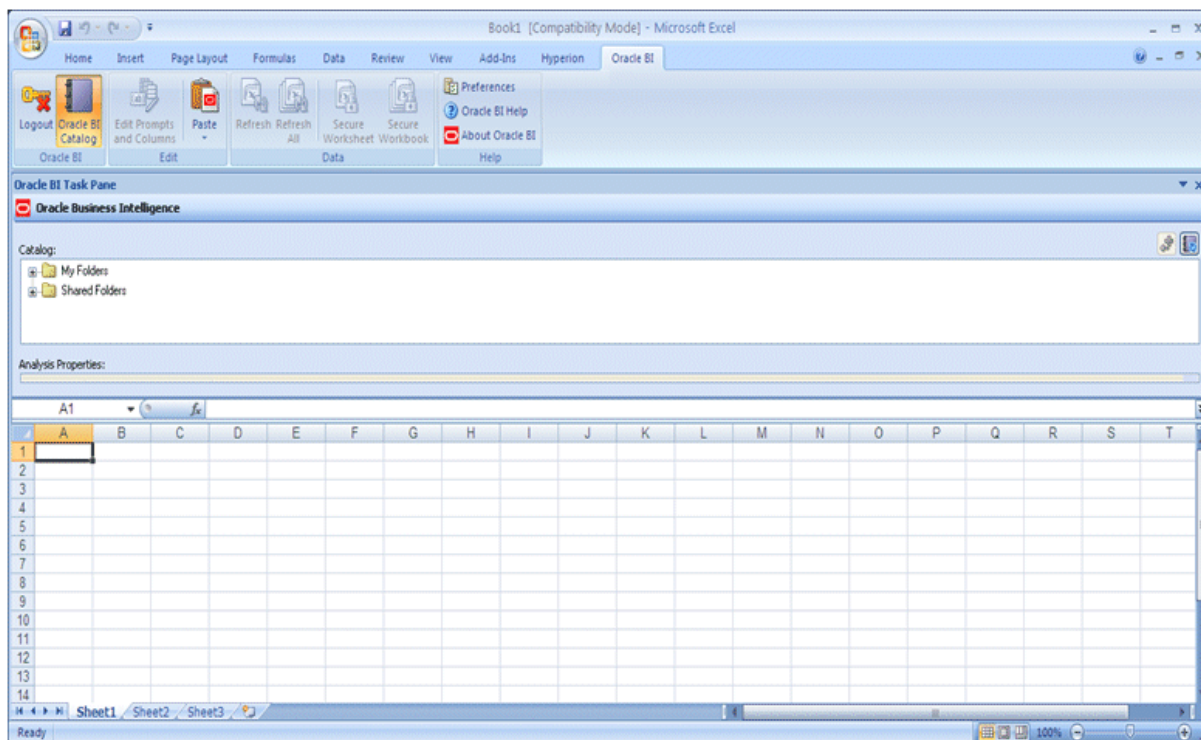 Book1 [Compatibility Mode] - Microsoft Excel
Home Insert Page Layout Formulas Data Review View Add-Ins Hyperion Oracle BI
Preferences
Oracle BI Help
About Oracle BI
Logout Oracle BI Edit Prompts Paste Refresh Refresh Secure Secure
Catalog and Columns All Worksheet Workbook
Oracle BI Edit Data Help
Oracle BI Task Pane
Oracle Business Intelligence
Catalog:
My Folders
Shared Folders
Analysis Properties:
A1 fx
A B C D E F G H I J K L M N O P Q R S T
1
2
3
4
5
6
7
8
9
10
11
12
13
14
Sheet1 Sheet2 Sheet3
Ready 100%